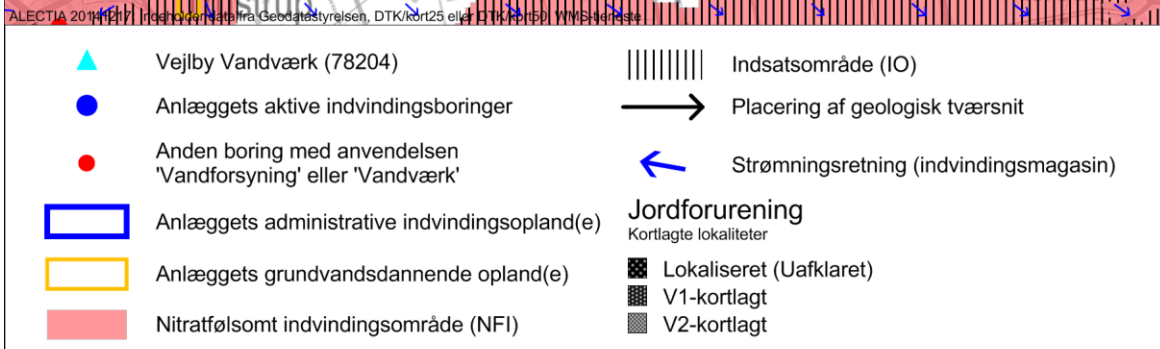 ALECTIA 20141217. Indeholder data fra Geodatastyrelsen, DTK/kort25 eller DTK/kort50, WMS-tjeneste
Vejlby Vandværk (78204)
Anlæggets aktive indvindingsboringer
Anden boring med anvendelsen
'Vandforsyning' eller 'Vandværk'
Anlæggets administrative indvindingsopland(e)
Anlæggets grundvandsdannende opland(e)
Nitratfølsomt indvindingsområde (NFI)
Indsatsområde (IO)
Placering af geologisk tværsnit
Strømningsretning (indvindingsmagasin)
Jordforurening
Kortlagte lokaliteter
Lokaliseret (Uafklaret)
V1-kortlagt
V2-kortlagt